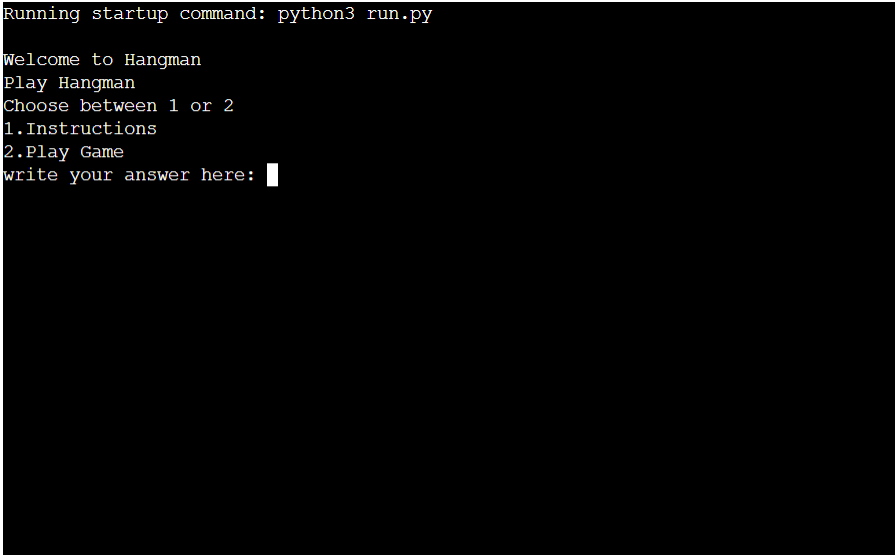 Running startup command: python3 run.py
Welcome to Hangman
Play Hangman
Choose between 1 or 2
1.Instructions
2.Play Game
write your answer here: